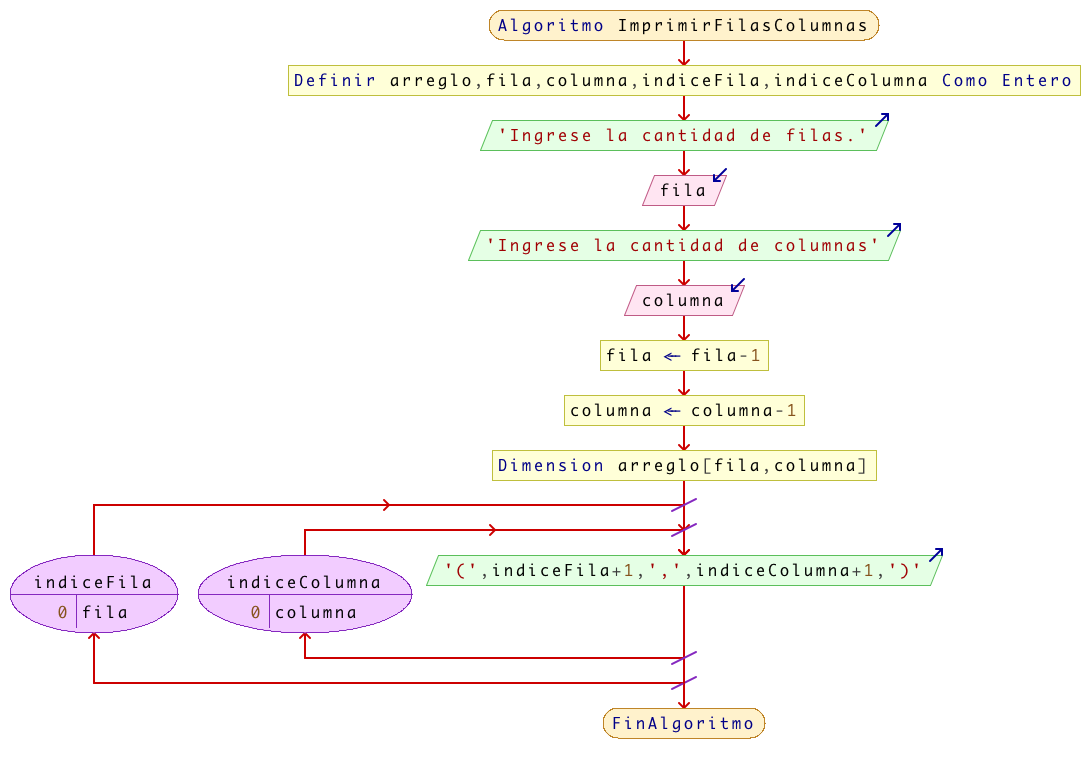 Algoritmo ImprimirFilasColumnas
Definir arreglo,fila,columna,indiceFila,indiceColumna Como Entero
'Ingrese la cantidad de filas.'
fila
'Ingrese la cantidad de columnas'
columna
fila ← fila-1
columna ← columna-1
Dimension arreglo[fila,columna]
indiceFila
0 fila
indiceColumna
0 columna
'(',indiceFila+1,',',indiceColumna+1,')'
FinAlgoritmo